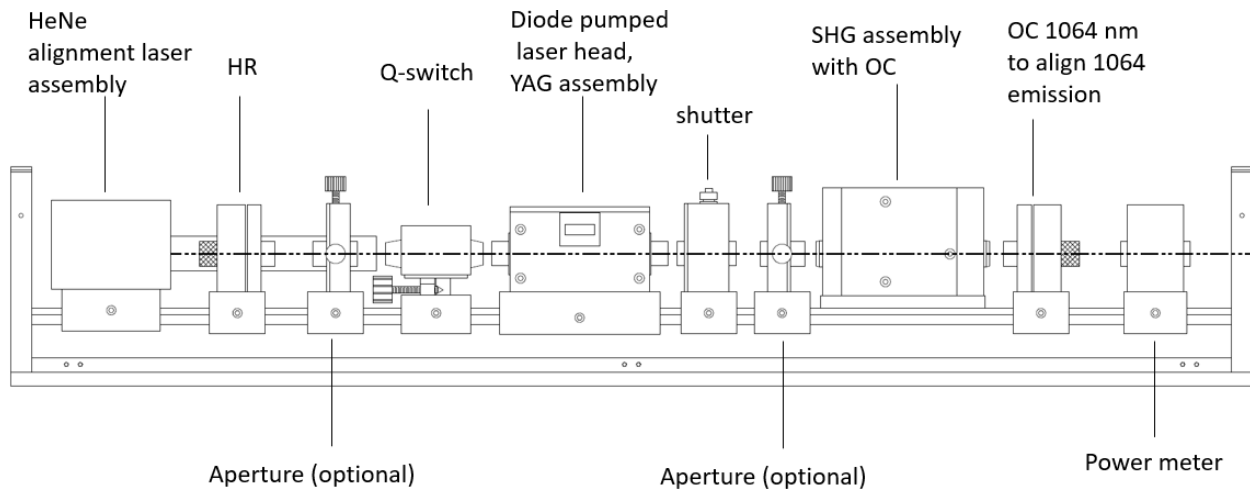 HeNe
alignment laser
assembly
HR
Q-switch
Diode pumped
laser head,
YAG assembly
shutter
SHG assembly
with OC
OC 1064 nm
to align 1064
emission
Aperture (optional)
Aperture (optional)
Power meter